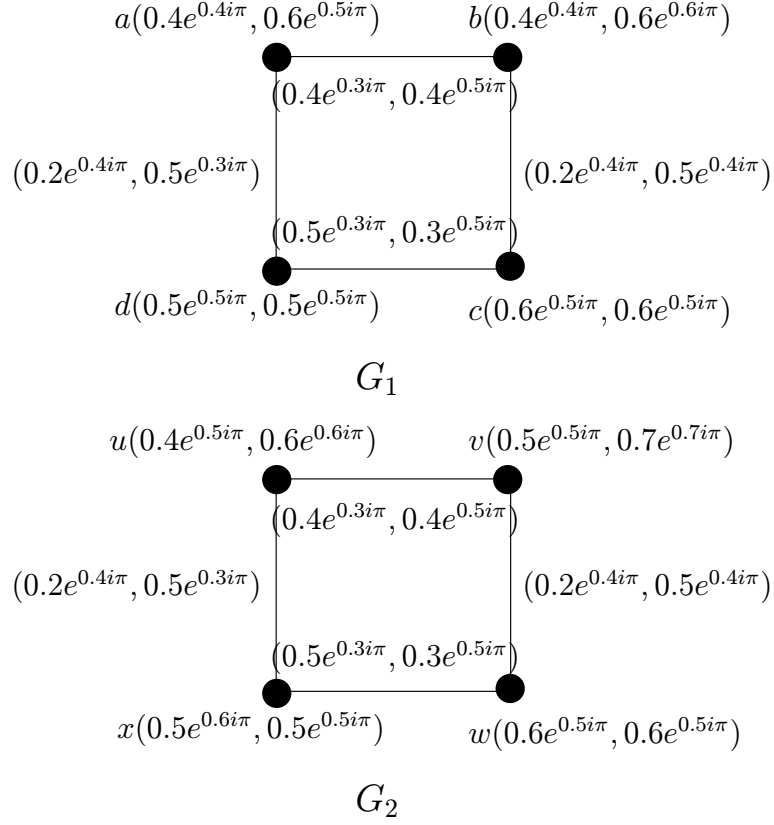 a(0.4e^{0.4iπ}, 0.6e^{0.5iπ}) b(0.4e^{0.4iπ}, 0.6e^{0.6iπ})
(0.4e^{0.3iπ}, 0.4e^{0.5iπ})
(0.2e^{0.4iπ}, 0.5e^{0.3iπ}) (0.2e^{0.4iπ}, 0.5e^{0.4iπ})
(0.5e^{0.3iπ}, 0.3e^{0.5iπ})
d(0.5e^{0.5iπ}, 0.5e^{0.5iπ}) c(0.6e^{0.5iπ}, 0.6e^{0.5iπ})
G_1
u(0.4e^{0.5iπ}, 0.6e^{0.6iπ}) v(0.5e^{0.5iπ}, 0.7e^{0.7iπ})
(0.4e^{0.3iπ}, 0.4e^{0.5iπ})
(0.2e^{0.4iπ}, 0.5e^{0.3iπ}) (0.2e^{0.4iπ}, 0.5e^{0.4iπ})
(0.5e^{0.3iπ}, 0.3e^{0.5iπ})
x(0.5e^{0.6iπ}, 0.5e^{0.5iπ}) w(0.6e^{0.5iπ}, 0.6e^{0.5iπ})
G_2